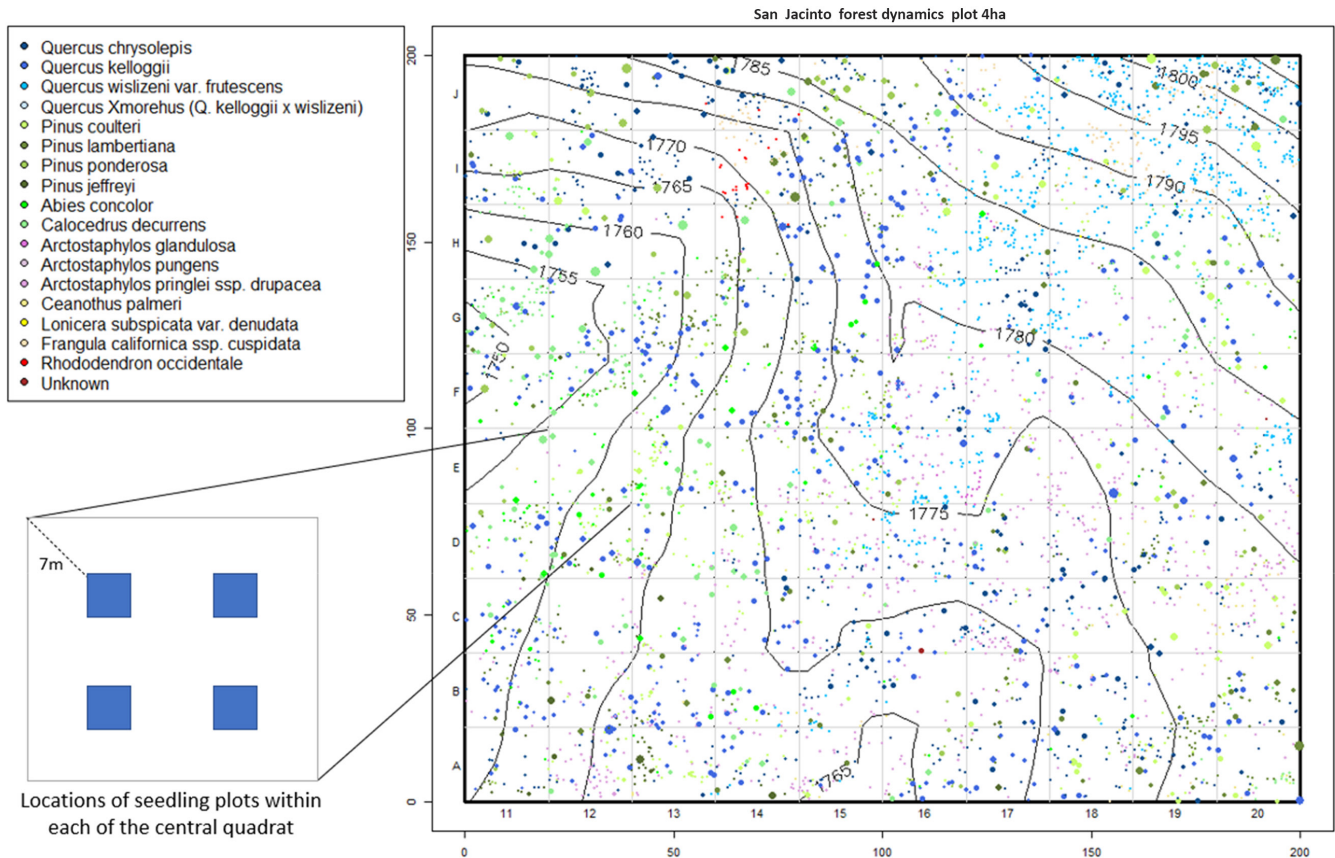 San Jacinto forest dynamics plot 4ha
Quercus chrysolepis
Quercus kelloggii
Quercus wislizeni var. frutescens
Quercus Xmorehus (Q. kelloggii x wislizeni)
Pinus coulteri
Pinus lambertiana
Pinus ponderosa
Pinus jeffreyi
Abies concolor
Calocedrus decurrens
Arctostaphylos glandulosa
Arctostaphylos pungens
Arctostaphylos pringlei ssp. drupacea
Ceanothus palmeri
Lonicera subspicata var. denudata
Frangula californica ssp. cuspidata
Rhododendron occidentale
Unknown
7m
Locations of seedling plots within
each of the central quadrat
200
150
100
50
0
J
I
H
G
F
E
D
C
B
A
1785
1800
1795
1770
1790
1765
1760
1755
1780
1750
1775
1765
11 12 13 14 15 16 17 18 19 20
0 50 100 150 200